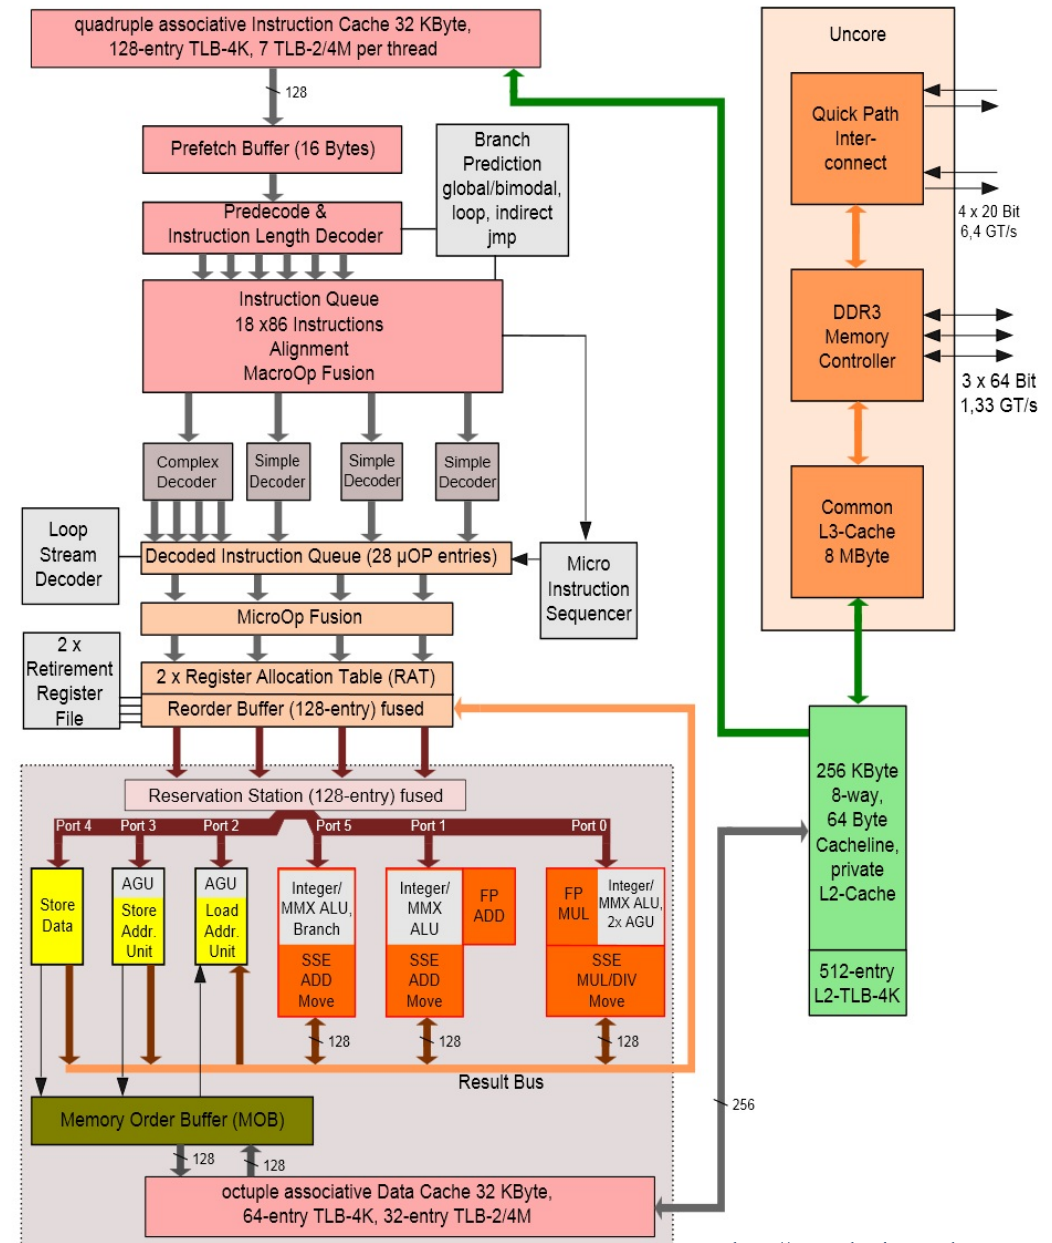 quadruple associative Instruction Cache 32 KByte,
128-entry TLB-4K, 7 TLB-2/4M per thread
128
Prefetch Buffer (16 Bytes)
Predecode &
Instruction Length Decoder
Branch
Prediction
global/bimodal,
loop, indirect
jmp
Instruction Queue
18 x86 Instructions
Alignment
MacroOp Fusion
Complex
Decoder
Simple
Decoder
Simple
Decoder
Simple
Decoder
Loop
Stream
Decoder
Decoded Instruction Queue (28 µOP entries)
Micro
Instruction
Sequencer
MicroOp Fusion
2 x
Retirement
Register
File
2 x Register Allocation Table (RAT)
Reorder Buffer (128-entry) fused
Reservation Station (128-entry) fused
Port 4
Port 3
Port 2
Port 5
Port 1
Port 0
Store
Data
AGU
Store
Addr.
Unit
AGU
Load
Addr.
Unit
Integer/
MMX ALU,
Branch
SSE
ADD
Move
Integer/
MMX
ALU
FP
ADD
SSE
ADD
Move
FP
MUL
Integer/
MMX ALU,
2x AGU
SSE
MUL/DIV
Move
128
128
128
Result Bus
Memory Order Buffer (MOB)
128
128
octuple associative Data Cache 32 KByte,
64-entry TLB-4K, 32-entry TLB-2/4M
256
Uncore
Quick Path
Inter-
connect
4 x 20 Bit
6,4 GT/s
DDR3
Memory
Controller
3 x 64 Bit
1,33 GT/s
Common
L3-Cache
8 MByte
256 KByte
8-way,
64 Byte
Cacheline,
private
L2-Cache
512-entry
L2-TLB-4K